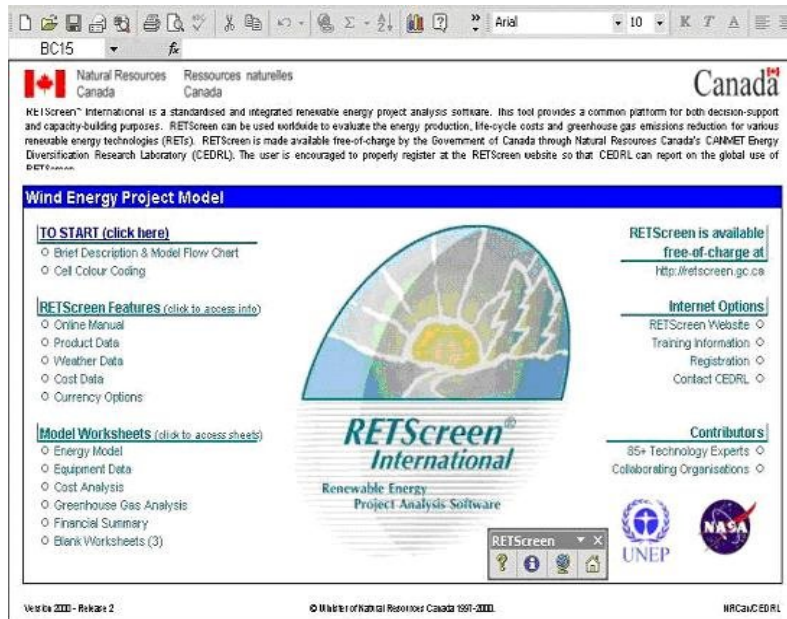 Arial
10
K T A
BC15
fx
Natural Resources Ressources naturelles
Canada Canada
Canada
RETScreen™ International is a standardised and integrated renewable energy project analysis software. This tool provides a common platform for both decision-support
and capacity-building purposes. RETScreen can be used worldwide to evaluate the energy production, life-cycle costs and greenhouse gas emissions reduction for various
renewable energy technologies (RETs). RETScreen is made available free-of-charge by the Government of Canada through Natural Resources Canada's CANMET Energy
Diversification Research Laboratory (CEDRL). The user is encouraged to properly register at the RETScreen website so that CEDRL can report on the global use of
RETScreen
Wind Energy Project Model
TO START (click here)
Brief Description & Model Flow Chart
Cell Colour Coding
RETScreen Features (click to access info)
Online Manual
Product Data
Weather Data
Cost Data
Currency Options
Model Worksheets (click to access sheets)
Energy Model
Equipment Data
Cost Analysis
Greenhouse Gas Analysis
Financial Summary
Blank Worksheets (3)
RETScreen®
International
Renewable Energy
Project Analysis Software
RETScreen is available
free-of-charge at
http://retscreen.gc.ca
Internet Options
RETScreen Website
Training Information
Registration
Contact CEDRL
Contributors
85+ Technology Experts
Collaborating Organisations
UNEP
NASA
RETScreen
Version 2000 - Release 2
© Minister of Natural Resources Canada 1997-2000.
NRCan/CEDRL